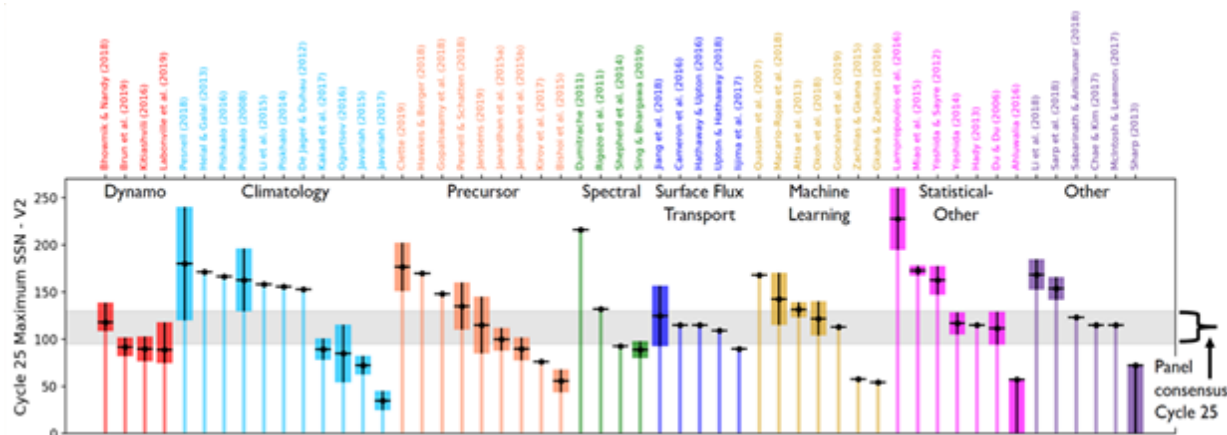 Bhowmik & Nandy (2018)
Brun et al. (2019)
Kitiashvili (2016)
Labonville et al. (2019)
Pesnell (2018)
Helal & Galal (2013)
Pishkalo (2016)
Pishkalo (2008)
Li et al. (2015)
Pishkalo (2014)
De Jager & Duhau (2012)
Kakad et al. (2017)
Ogurtsov (2016)
Javaraiah (2015)
Clette (2019)
Hawkes & Berger (2018)
Gopalswamy et al. (2018)
Pesnell & Schatten (2018)
Janssens (2019)
Janardhan et al. (2015a)
Janardhan et al. (2015b)
Kirov et al. (2017)
Bisoi et al. (2015)
Dumitrache (2011)
Rigozo et al. (2011)
Shepherd et al. (2014)
Sing & Bhargawa (2019)
Jiang et al. (2018)
Cameron et al. (2016)
Hathaway & Upton (2016)
Upton & Hathaway (2018)
Iijima et al. (2017)
Quassim et al. (2007)
Macario-Rojas et al. (2018)
Attia et al. (2013)
Okoh et al. (2018)
Goncalves et al. (2019)
Zachilas & Gkana (2015)
Gkana & Zachilas (2016)
Lamnopoulos et al. (2016)
Miao et al. (2015)
Yoshida & Sayre (2012)
Yoshida (2014)
Hady (2013)
Du & Du (2006)
Ahluwalia (2016)
Li et al. (2018)
Sarp et al. (2018)
Sabarinath & Anilkumar (2018)
Chae & Kim (2017)
McIntosh & Leamon (2017)
Sharp (2013)
Dynamo
Climatology
Precursor
Spectral
Surface Flux
Transport
Machine
Learning
Statistical-
Other
Other
Cycle 25 Maximum SSN - V2
250
200
150
100
50
0
Panel
consensus
Cycle 25